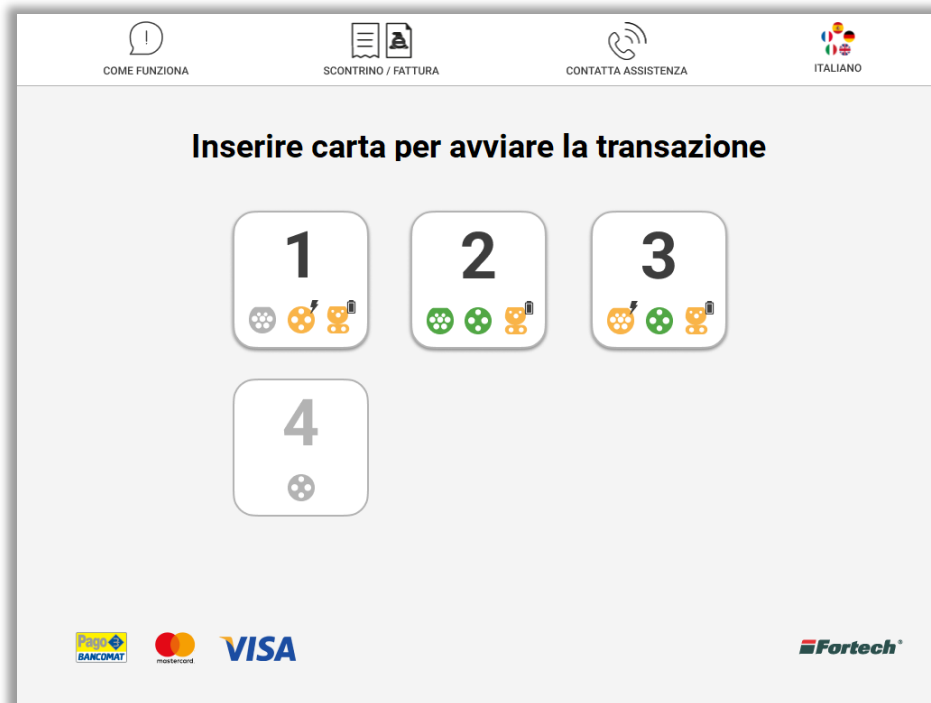 COME FUNZIONA
SCONTRINO / FATTURA
CONTATTA ASSISTENZA
ITALIANO
Inserire carta per avviare la transazione
1
2
3
4
Pago
BANCOMAT
mastercard
VISA
Fortech